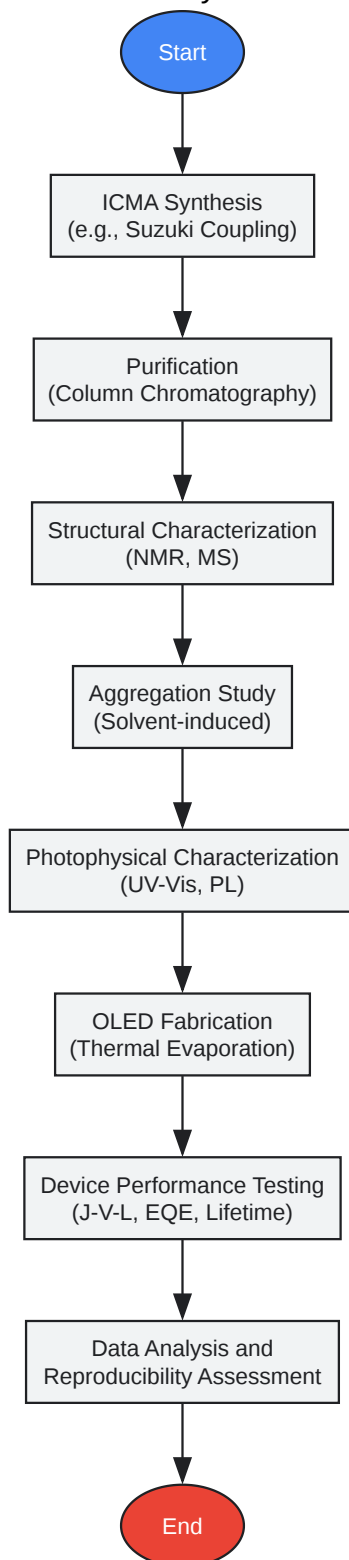 Start
ICMA Synthesis
(e.g., Suzuki Coupling)
Purification
(Column Chromatography)
Structural Characterization
(NMR, MS)
Aggregation Study
(Solvent-induced)
Photophysical Characterization
(UV-Vis, PL)
OLED Fabrication
(Thermal Evaporation)
Device Performance Testing
(J-V-L, EQE, Lifetime)
Data Analysis and
Reproducibility Assessment
End